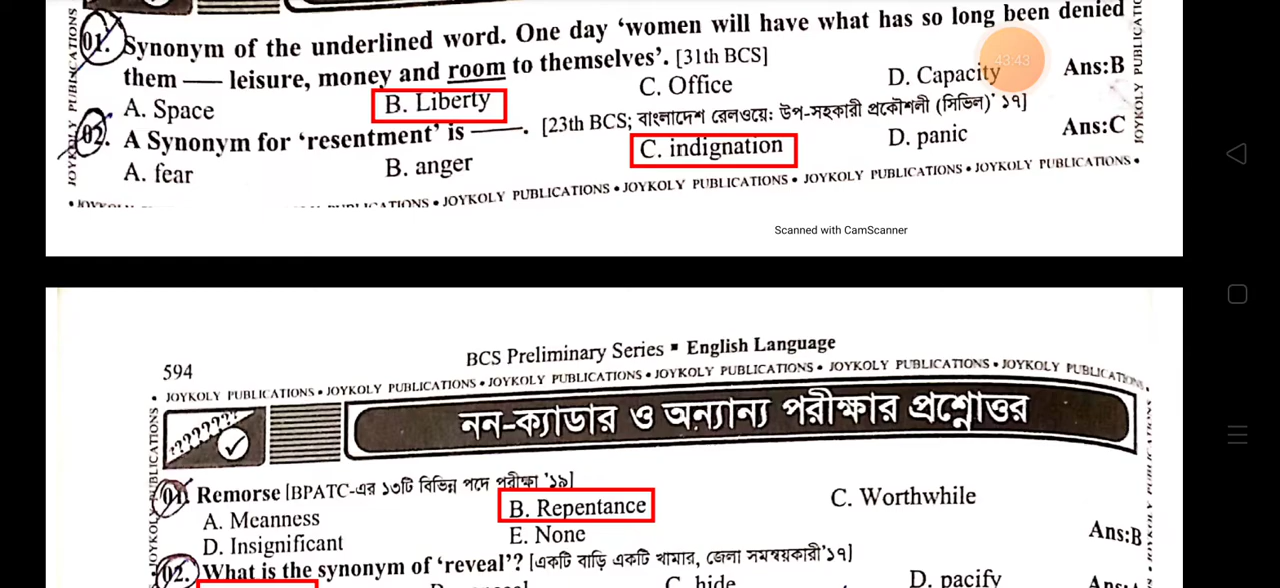 01. Synonym of the underlined word. One day ‘women will have what has so long been denied
them — leisure, money and room to themselves’. [31th BCS]
43:43
A. Space B. Liberty C. Office D. Capacity Ans:B
02. A Synonym for ‘resentment’ is ——. [23th BCS; বাংলাদেশ রেলওয়ে: উপ-সহকারী প্রকৌশলী (সিভিল)' ১৭]
A. fear B. anger C. indignation D. panic Ans:C
JOYKOLY PUBLICATIONS • JOYKOLY PUBLICATIONS • JOYKOLY PUBLICATIONS • JOYKOLY PUBLICATIONS •
Scanned with CamScanner
594 BCS Preliminary Series ▪ English Language
• JOYKOLY PUBLICATIONS • JOYKOLY PUBLICATIONS • JOYKOLY PUBLICATIONS • JOYKOLY PUBLICATIONS • JOYKOLY PUBLICATIONS • JOYKOLY PUBLICATIONS
নন-ক্যাডার ও অন্যান্য পরীক্ষার প্রশ্নোত্তর
01. Remorse [BPATC-এর ১৩টি বিভিন্ন পদে পরীক্ষা '১৯]
A. Meanness B. Repentance C. Worthwhile
D. Insignificant E. None Ans:B
02. What is the synonym of ‘reveal’? [একটি বাড়ি একটি খামার, জেলা সমন্বয়কারী'১৭]
C. hide D. pacify